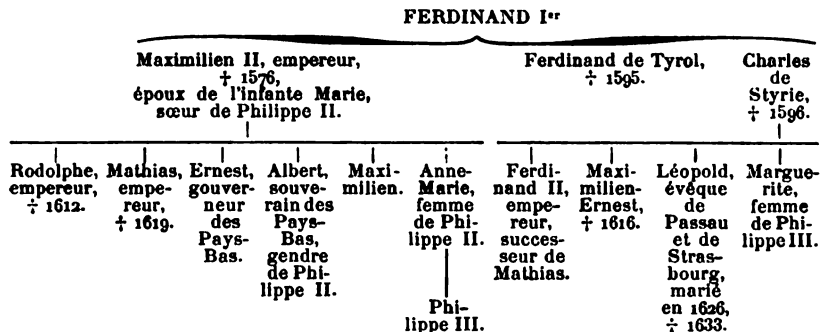 FERDINAND Iᵉʳ
Maximilien II, empereur,
† 1576,
époux de l'infante Marie,
sœur de Philippe II.
Ferdinand de Tyrol,
† 1595.
Charles
de
Styrie,
† 1596.
Rodolphe,
empereur,
† 1612.
Mathias,
empe-
reur,
† 1619.
Ernest,
gouver-
neur
des
Pays-
Bas.
Albert,
souve-
rain des
Pays-
Bas,
gendre
de Phi-
lippe II.
Maxi-
milien.
Anne-
Marie,
femme
de Phi-
lippe II.
Phi-
lippe III.
Ferdi-
nand II,
empe-
reur,
succes-
seur de
Mathias.
Maxi-
milien-
Ernest,
† 1616.
Léopold,
évêque
de
Passau
et de
Stras-
bourg,
marié
en 1626,
† 1633.
Margue-
rite,
femme
de Phi-
lippe III.